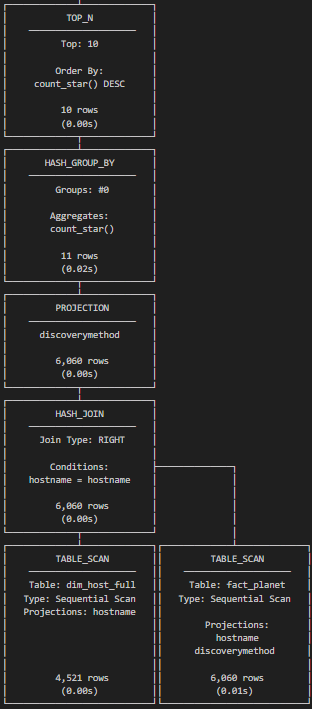 TOP_N
Top: 10
Order By:
count_star() DESC
10 rows
(0.00s)
HASH_GROUP_BY
Groups: #0
Aggregates:
count_star()
11 rows
(0.02s)
PROJECTION
discoverymethod
6,060 rows
(0.00s)
HASH_JOIN
Join Type: RIGHT
Conditions:
hostname = hostname
6,060 rows
(0.00s)
TABLE_SCAN
Table: dim_host_full
Type: Sequential Scan
Projections: hostname
4,521 rows
(0.00s)
TABLE_SCAN
Table: fact_planet
Type: Sequential Scan
Projections:
hostname
discoverymethod
6,060 rows
(0.01s)